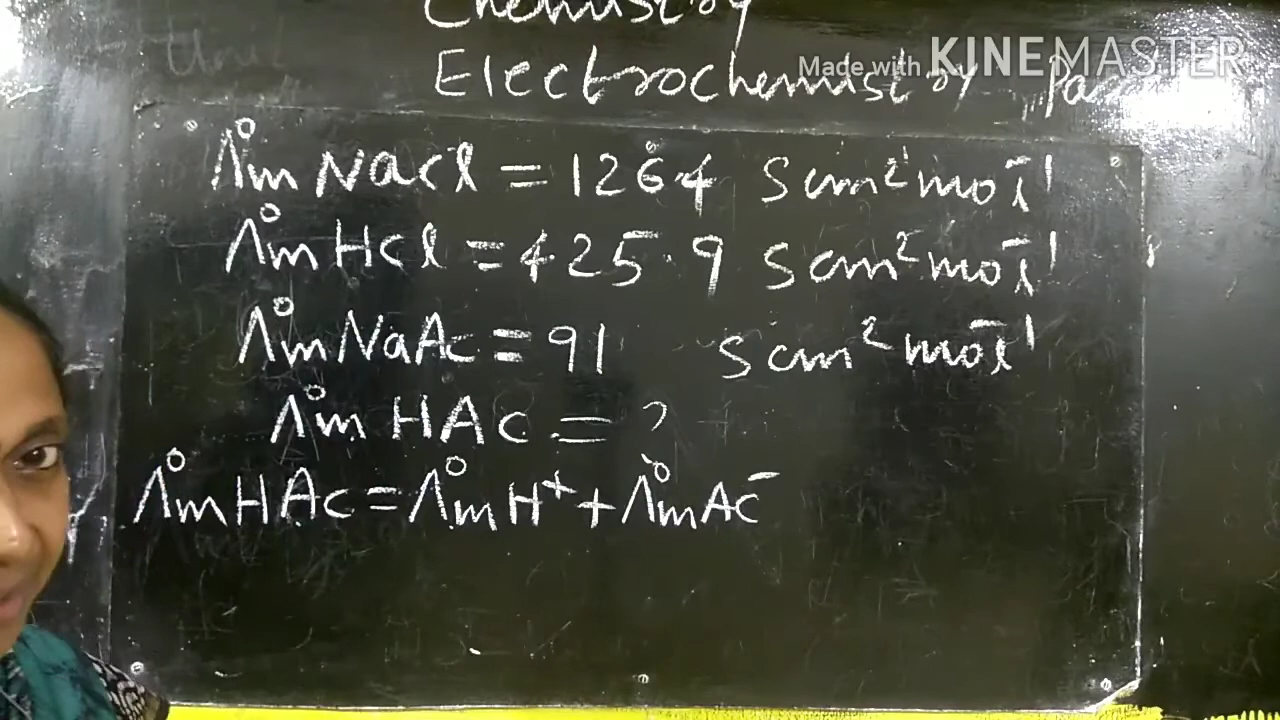 Chemistry
Electrochemistry Pa
Made with KINEMASTER
Λ°m NaCl = 126.4 S cm² mol⁻¹
Λ°m HCl = 425.9 S cm² mol⁻¹
Λ°m NaAc = 91 S cm² mol⁻¹
Λ°m HAc = ?
Λ°m HAc = Λ°m H⁺ + Λ°m Ac⁻